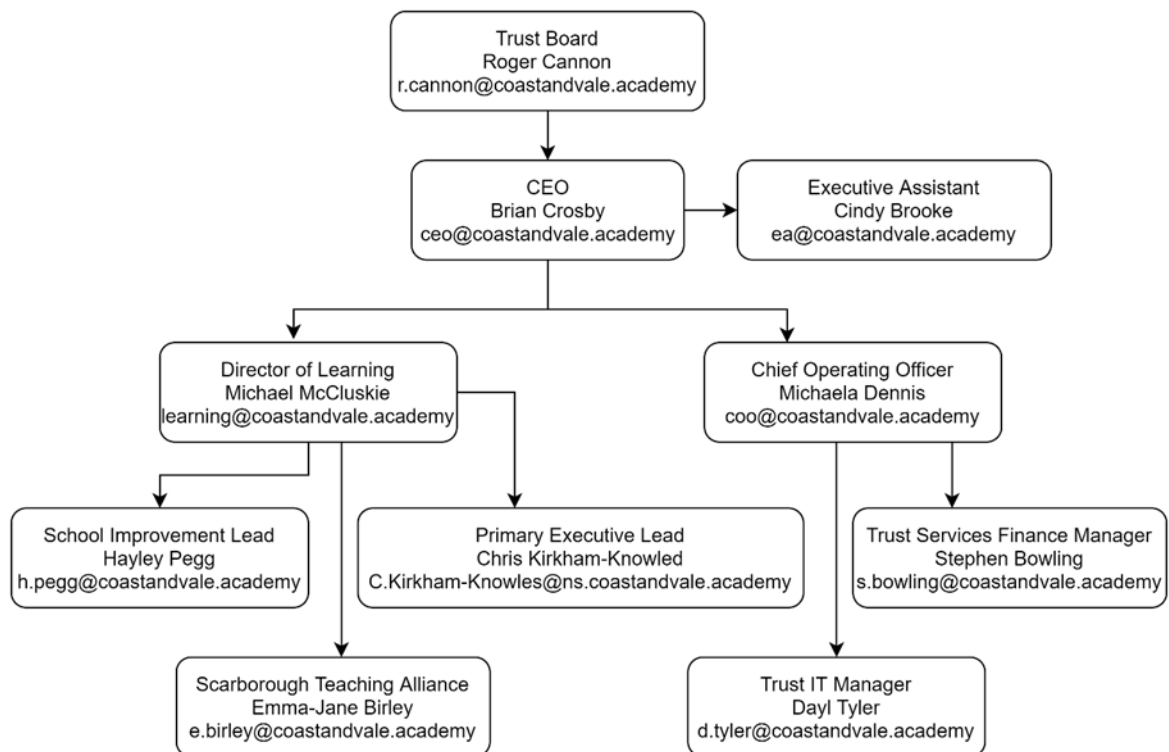 Trust Board
Roger Cannon
r.cannon@coastandvale.academy
CEO
Brian Crosby
ceo@coastandvale.academy
Executive Assistant
Cindy Brooke
ea@coastandvale.academy
Director of Learning
Michael McCluskie
learning@coastandvale.academy
Chief Operating Officer
Michaela Dennis
coo@coastandvale.academy
School Improvement Lead
Hayley Pegg
h.pegg@coastandvale.academy
Primary Executive Lead
Chris Kirkham-Knowled
C.Kirkham-Knowles@ns.coastandvale.academy
Trust Services Finance Manager
Stephen Bowling
s.bowling@coastandvale.academy
Scarborough Teaching Alliance
Emma-Jane Birley
e.birley@coastandvale.academy
Trust IT Manager
Dayl Tyler
d.tyler@coastandvale.academy